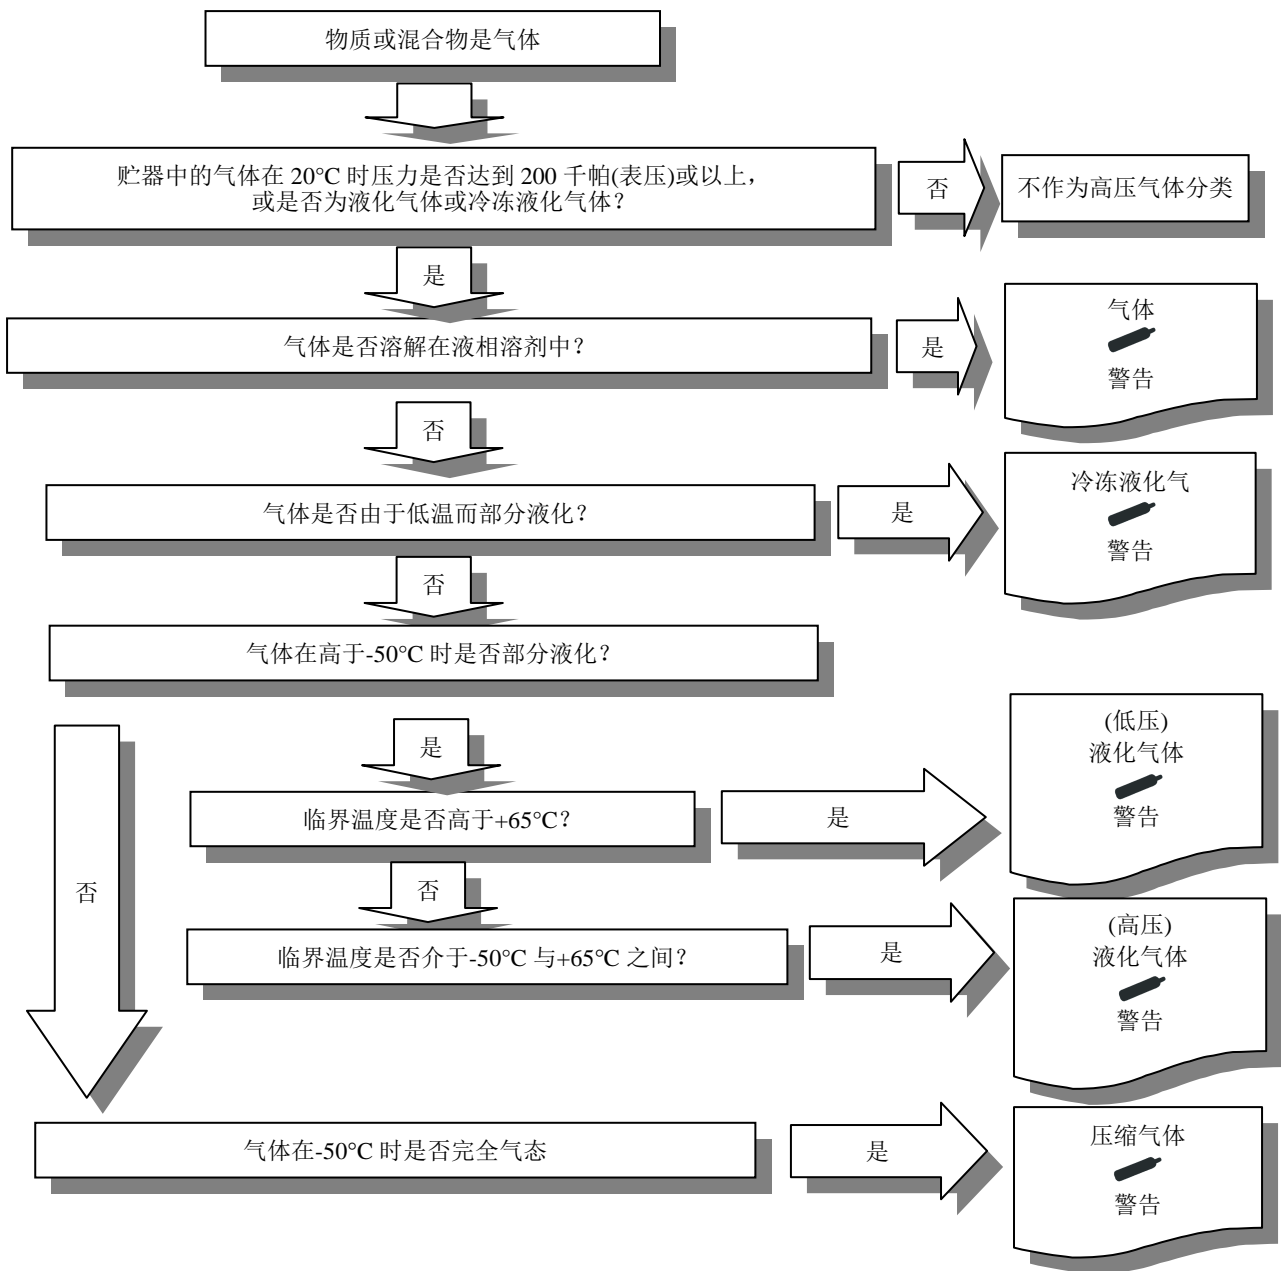 物质或混合物是气体
贮器中的气体在 20°C 时压力是否达到 200 千帕(表压)或以上，
或是否为液化气体或冷冻液化气体？
否
不作为高压气体分类
是
气体是否溶解在液相溶剂中？
是
气体
警告
否
气体是否由于低温而部分液化？
是
冷冻液化气
警告
否
气体在高于-50°C 时是否部分液化？
是
临界温度是否高于+65°C？
是
(低压)
液化气体
警告
否
否
临界温度是否介于-50°C 与+65°C 之间？
是
(高压)
液化气体
警告
气体在-50°C 时是否完全气态
是
压缩气体
警告